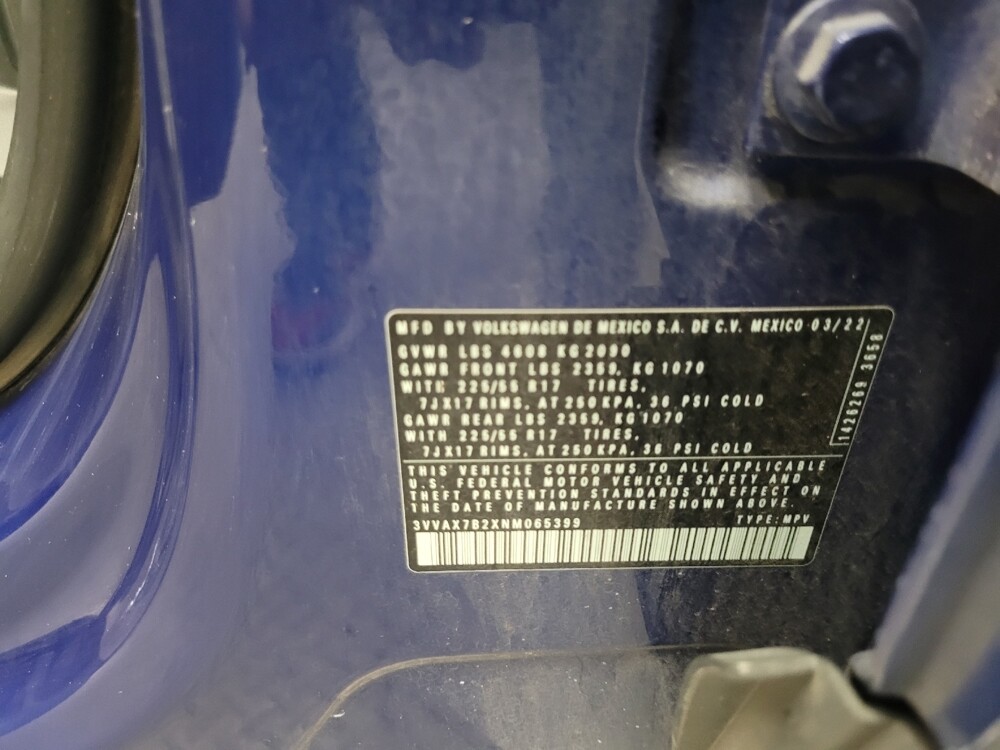 MFD BY VOLKSWAGEN DE MEXICO S.A. DE C.V. MEXICO 03/22
GVWR LBS 4608 KG 2090
GAWR FRONT LBS 2359, KG 1070
WITH 225/55 R17 TIRES,
7JX17 RIMS, AT 250 KPA, 36 PSI COLD
GAWR REAR LBS 2359, KG 1070
WITH 225/55 R17 TIRES,
7JX17 RIMS, AT 250 KPA, 36 PSI COLD
1426269 3658
THIS VEHICLE CONFORMS TO ALL APPLICABLE
U.S. FEDERAL MOTOR VEHICLE SAFETY AND
THEFT PREVENTION STANDARDS IN EFFECT ON
THE DATE OF MANUFACTURE SHOWN ABOVE.
3VVAX7B2XNM065399 TYPE: MPV